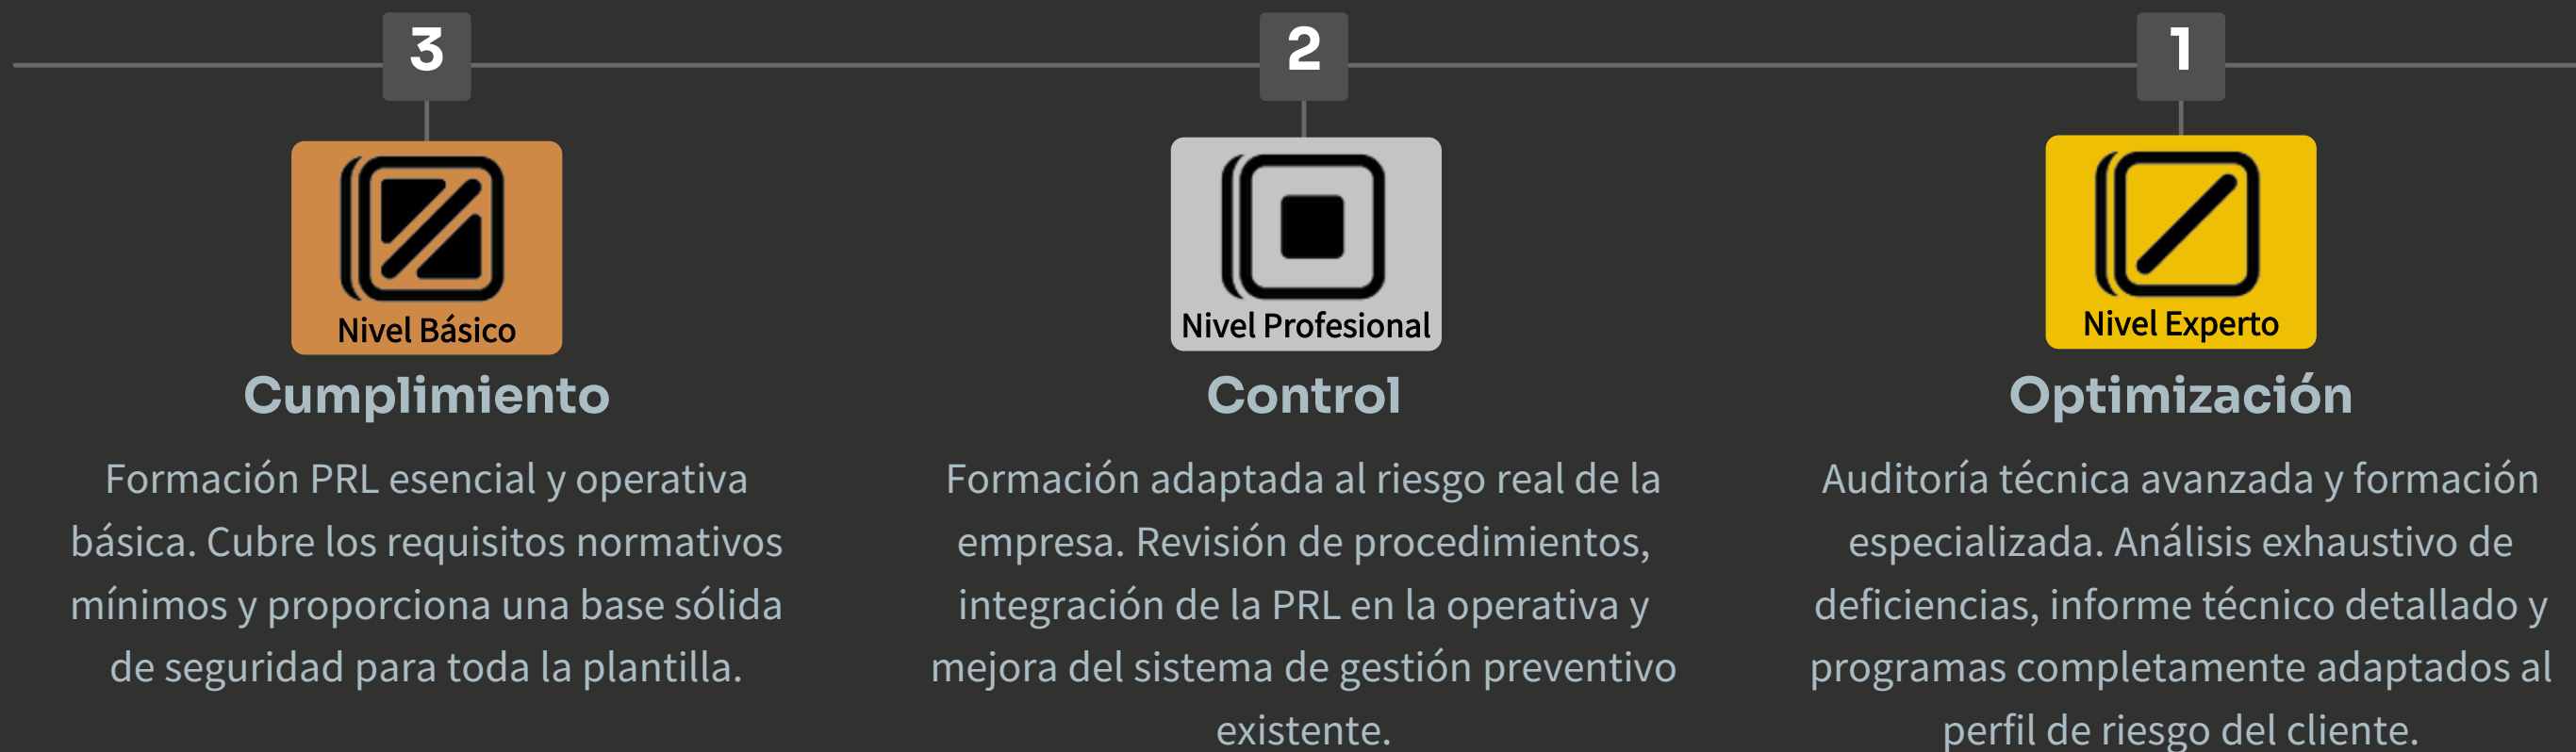 3
Nivel Básico
Cumplimiento
Formación PRL esencial y operativa
básica. Cubre los requisitos normativos
mínimos y proporciona una base sólida
de seguridad para toda la plantilla.
2
Nivel Profesional
Control
Formación adaptada al riesgo real de la
empresa. Revisión de procedimientos,
integración de la PRL en la operativa y
mejora del sistema de gestión preventivo
existente.
1
Nivel Experto
Optimización
Auditoría técnica avanzada y formación
especializada. Análisis exhaustivo de
deficiencias, informe técnico detallado y
programas completamente adaptados al
perfil de riesgo del cliente.